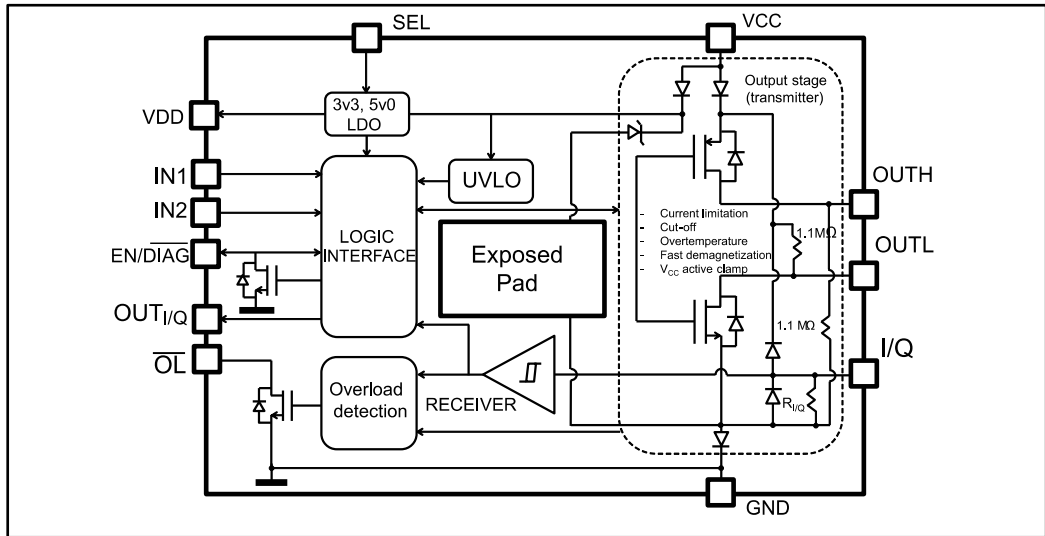 SEL
VCC
3v3, 5v0
LDO
Output stage
(transmitter)
VDD
IN1
UVLO
OUTH
IN2
LOGIC
INTERFACE
- Current limitation
- Cut-off
- Overtemperature
- Fast demagnetization
- VCC active clamp
1.1MΩ
OUTL
EN/DIAG
Exposed
Pad
OUTI/Q
1.1 MΩ
I/Q
OL
Overload
detection
RECEIVER
RI/Q
GND